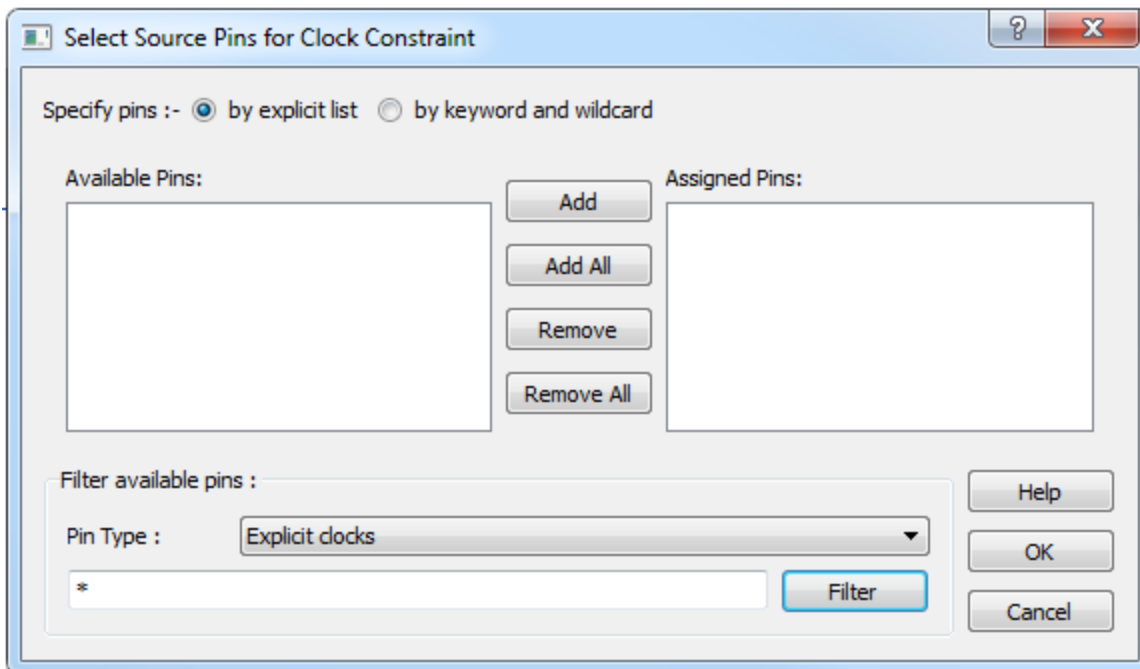 Select Source Pins for Clock Constraint
Specify pins :- by explicit list by keyword and wildcard
Available Pins:
Add
Assigned Pins:
Add All
Remove
Remove All
Filter available pins :
Pin Type :
Explicit clocks
*
Filter
Help
OK
Cancel